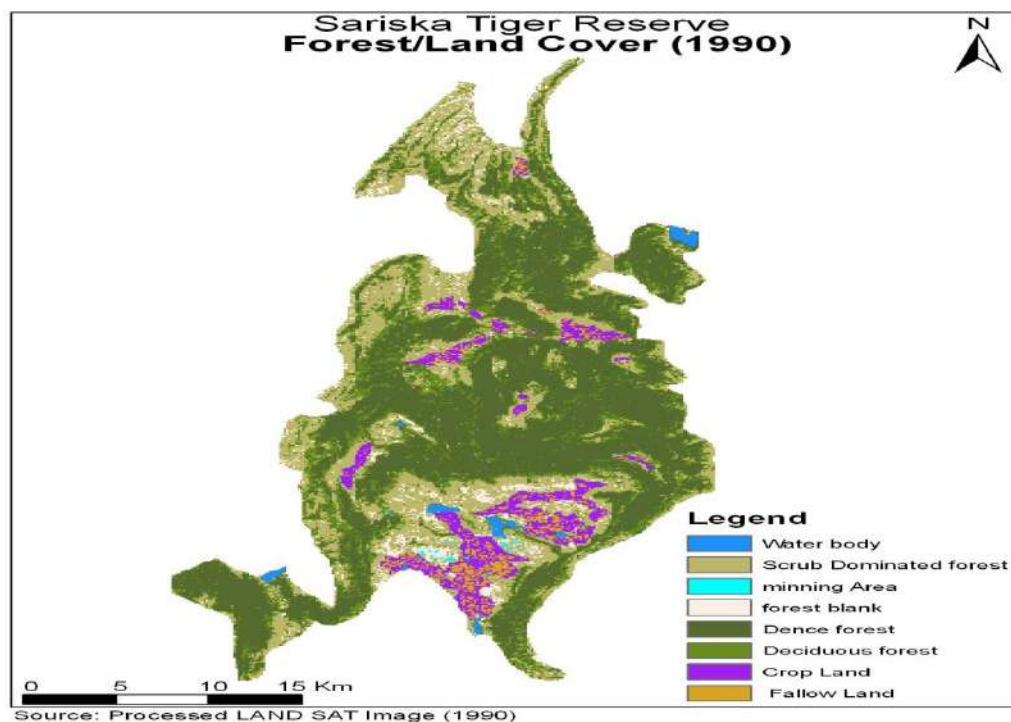 Sariska Tiger Reserve
Forest/Land Cover (1990)
N
Legend
Water body
Scrub Dominated forest
minning Area
forest blank
Dence forest
Deciduous forest
Crop Land
Fallow Land
0 5 10 15 Km
Source: Processed LAND SAT Image (1990)